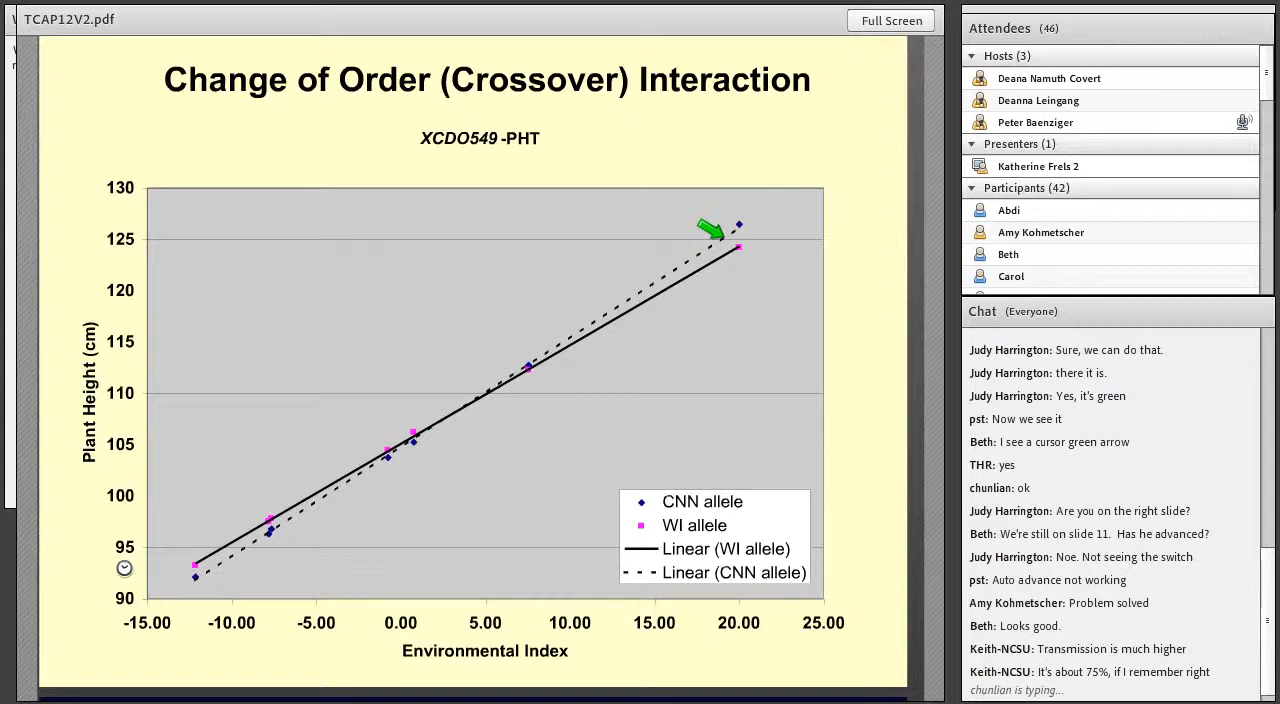 TCAP12V2.pdf
Full Screen
Change of Order (Crossover) Interaction
XCDO549 -PHT
130
125
120
115
110
105
100
95
90
Plant Height (cm)
CNN allele
WI allele
Linear (WI allele)
Linear (CNN allele)
-15.00 -10.00 -5.00 0.00 5.00 10.00 15.00 20.00 25.00
Environmental Index
Attendees (46)
Hosts (3)
Deana Namuth Covert
Deanna Leingang
Peter Baenziger
Presenters (1)
Katherine Frels 2
Participants (42)
Abdi
Amy Kohmetscher
Beth
Carol
Chat (Everyone)
Judy Harrington: Sure, we can do that.
Judy Harrington: there it is.
Judy Harrington: Yes, it's green
pst: Now we see it
Beth: I see a cursor green arrow
THR: yes
chunlian: ok
Judy Harrington: Are you on the right slide?
Beth: We're still on slide 11. Has he advanced?
Judy Harrington: Noe. Not seeing the switch
pst: Auto advance not working
Amy Kohmetscher: Problem solved
Beth: Looks good.
Keith-NCSU: Transmission is much higher
Keith-NCSU: It's about 75%, if I remember right
chunlian is typing...